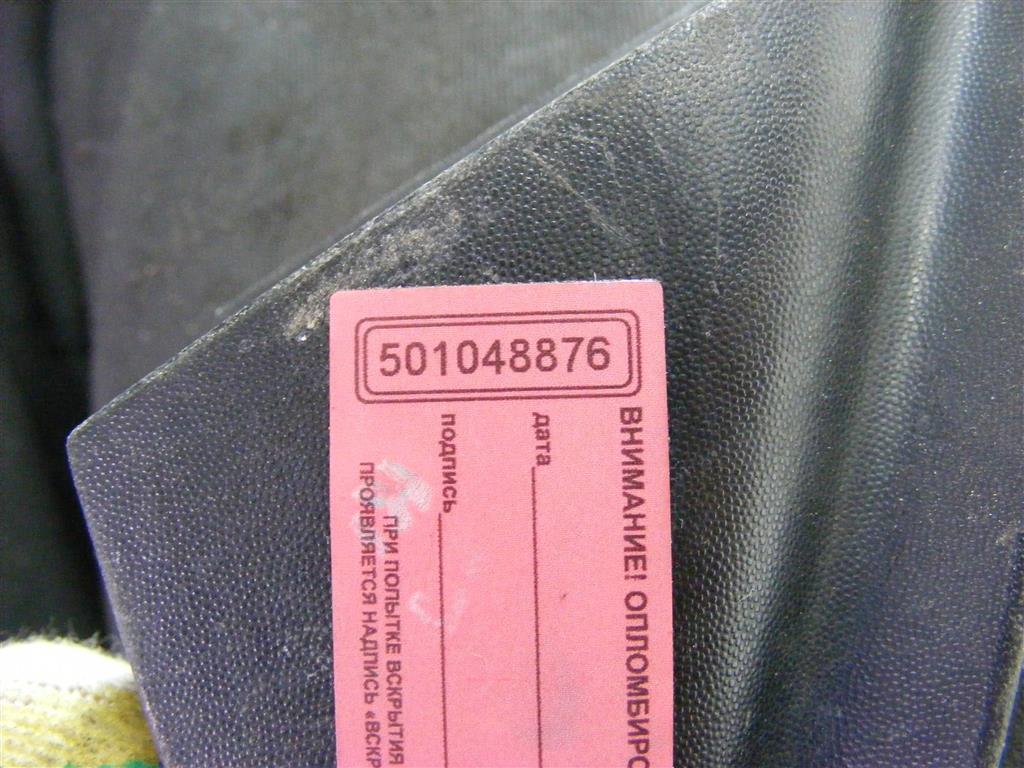 501048876
ВНИМАНИЕ! ОПЛОМБИРО
дата
подпись
ПРИ ПОПЫТКЕ ВСКРЫТИЯ
ПРОЯВЛЯЕТСЯ НАДПИСЬ «ВСКР